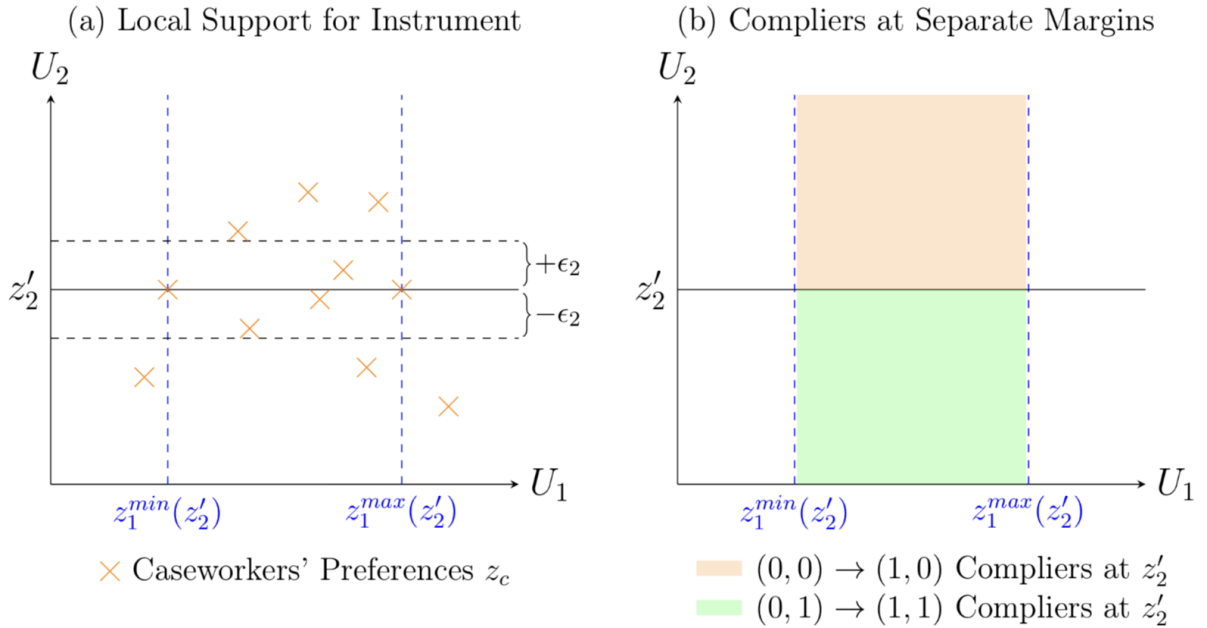 (a) Local Support for Instrument
U₂
+ϵ₂
z′₂
−ϵ₂
U₁
z₁ᵐⁱⁿ(z′₂)
z₁ᵐᵃˣ(z′₂)
Caseworkers' Preferences z_c
(b) Compliers at Separate Margins
U₂
z′₂
U₁
z₁ᵐⁱⁿ(z′₂)
z₁ᵐᵃˣ(z′₂)
(0, 0) → (1, 0) Compliers at z′₂
(0, 1) → (1, 1) Compliers at z′₂